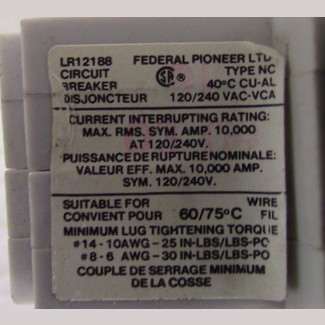 LR12188 FEDERAL PIONEER LTD
CIRCUIT TYPE NC
BREAKER 40°C CU-AL
DISJONCTEUR 120/240 VAC-VCA
CURRENT INTERRUPTING RATING:
MAX. RMS. SYM. AMP. 10,000
AT 120/240V.
PUISSANCE DE RUPTURE NOMINALE:
VALEUR EFF. MAX. 10,000 AMP.
SYM. 120/240V.
SUITABLE FOR WIRE
CONVIENT POUR 60/75°C FIL
MINIMUM LUG TIGHTENING TORQUE
#14-10AWG-25 IN-LBS/LBS-PO
#8-6 AWG-30 IN-LBS/LBS-PO
COUPLE DE SERRAGE MINIMUM
DE LA COSSE